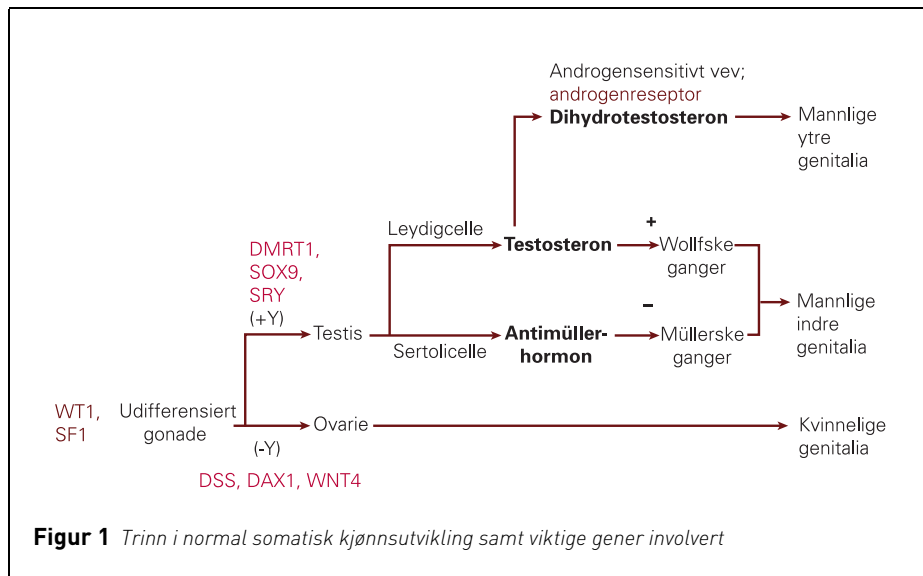 Androgensensitivt vev;
androgenreseptor
Dihydrotestosteron
Mannlige
ytre
genitalia
Leydigcelle
Testosteron
+
Wolfske
ganger
DMRT1,
SOX9,
SRY
(+Y)
Testis
Sertolicelle
Antimüller-
hormon
–
Müllerske
ganger
Mannlige
indre
genitalia
WT1,
SF1
Udifferensiert
gonade
(-Y)
Ovarie
Kvinnelige
genitalia
DSS, DAX1, WNT4
Figur 1 Trinn i normal somatisk kjønnsutvikling samt viktige gener involvert